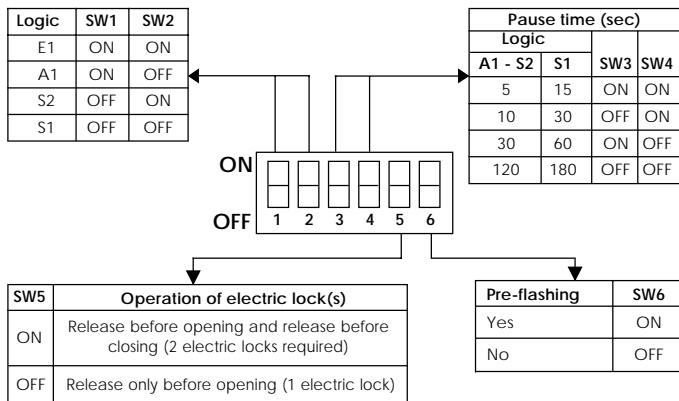 Logic SW1 SW2
E1 ON ON
A1 ON OFF
S2 OFF ON
S1 OFF OFF
Pause time (sec)
Logic
A1 - S2 S1 SW3 SW4
5 15 ON ON
10 30 OFF ON
30 60 ON OFF
120 180 OFF OFF
ON
OFF
1 2 3 4 5 6
SW5 Operation of electric lock(s)
ON Release before opening and release before
closing (2 electric locks required)
OFF Release only before opening (1 electric lock)
Pre-flashing SW6
Yes ON
No OFF